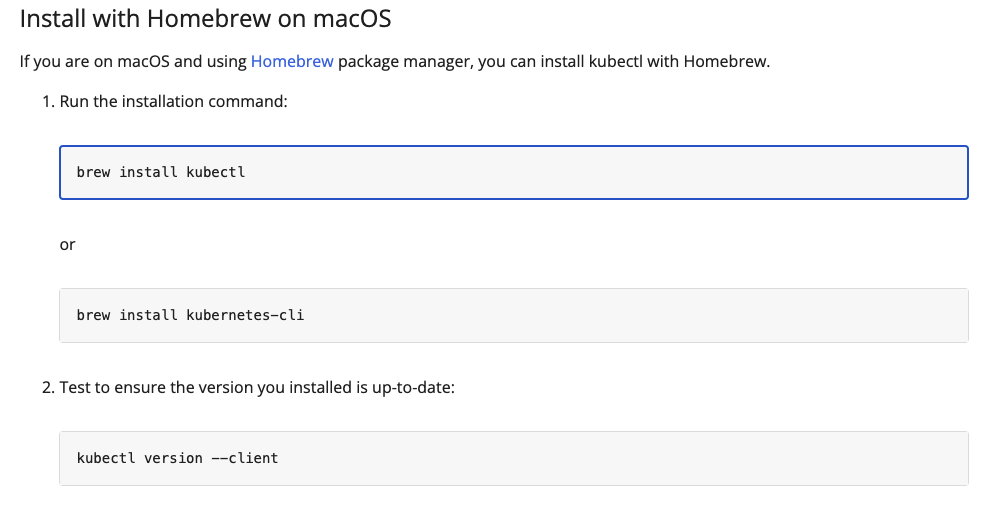 Install with Homebrew on macOS
If you are on macOS and using Homebrew package manager, you can install kubectl with Homebrew.
1. Run the installation command:
brew install kubectl
or
brew install kubernetes-cli
2. Test to ensure the version you installed is up-to-date:
kubectl version --client